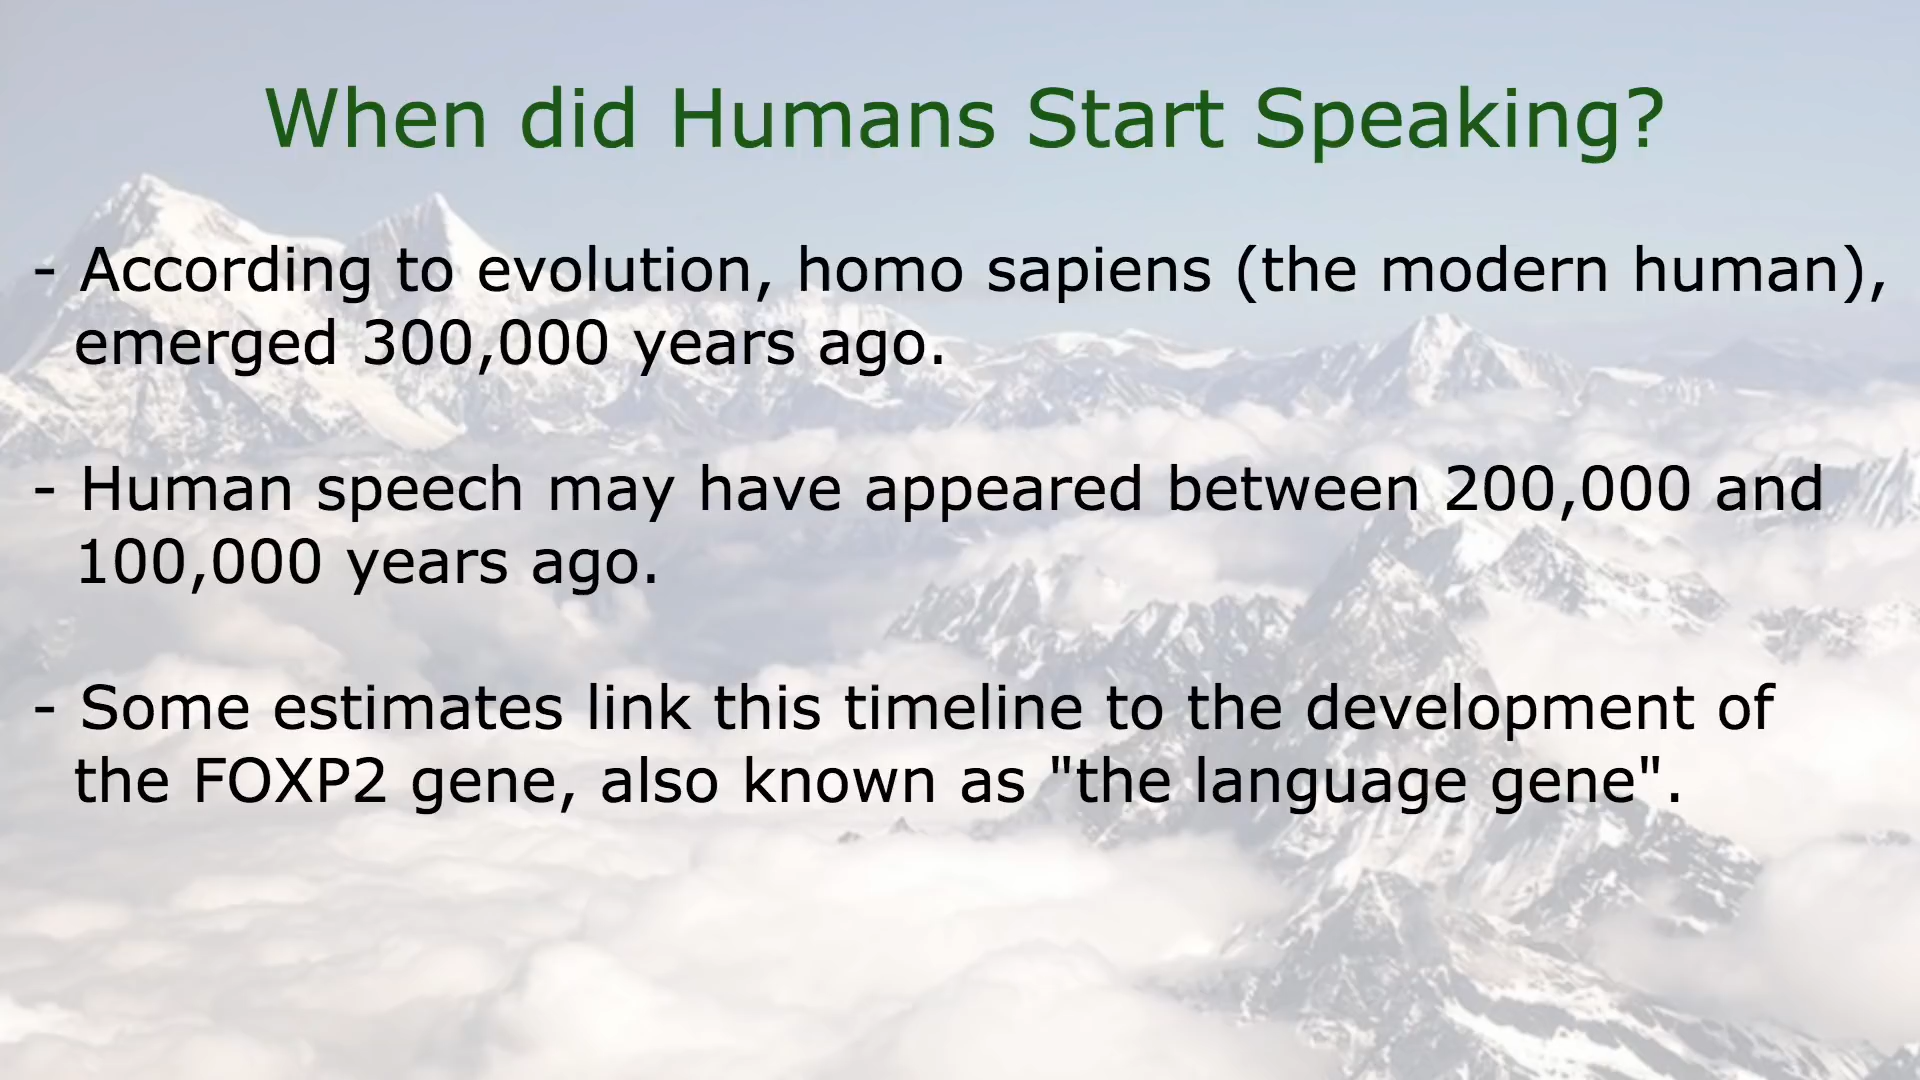 When did Humans Start Speaking?
- According to evolution, homo sapiens (the modern human),
emerged 300,000 years ago.
- Human speech may have appeared between 200,000 and
100,000 years ago.
- Some estimates link this timeline to the development of
the FOXP2 gene, also known as "the language gene".